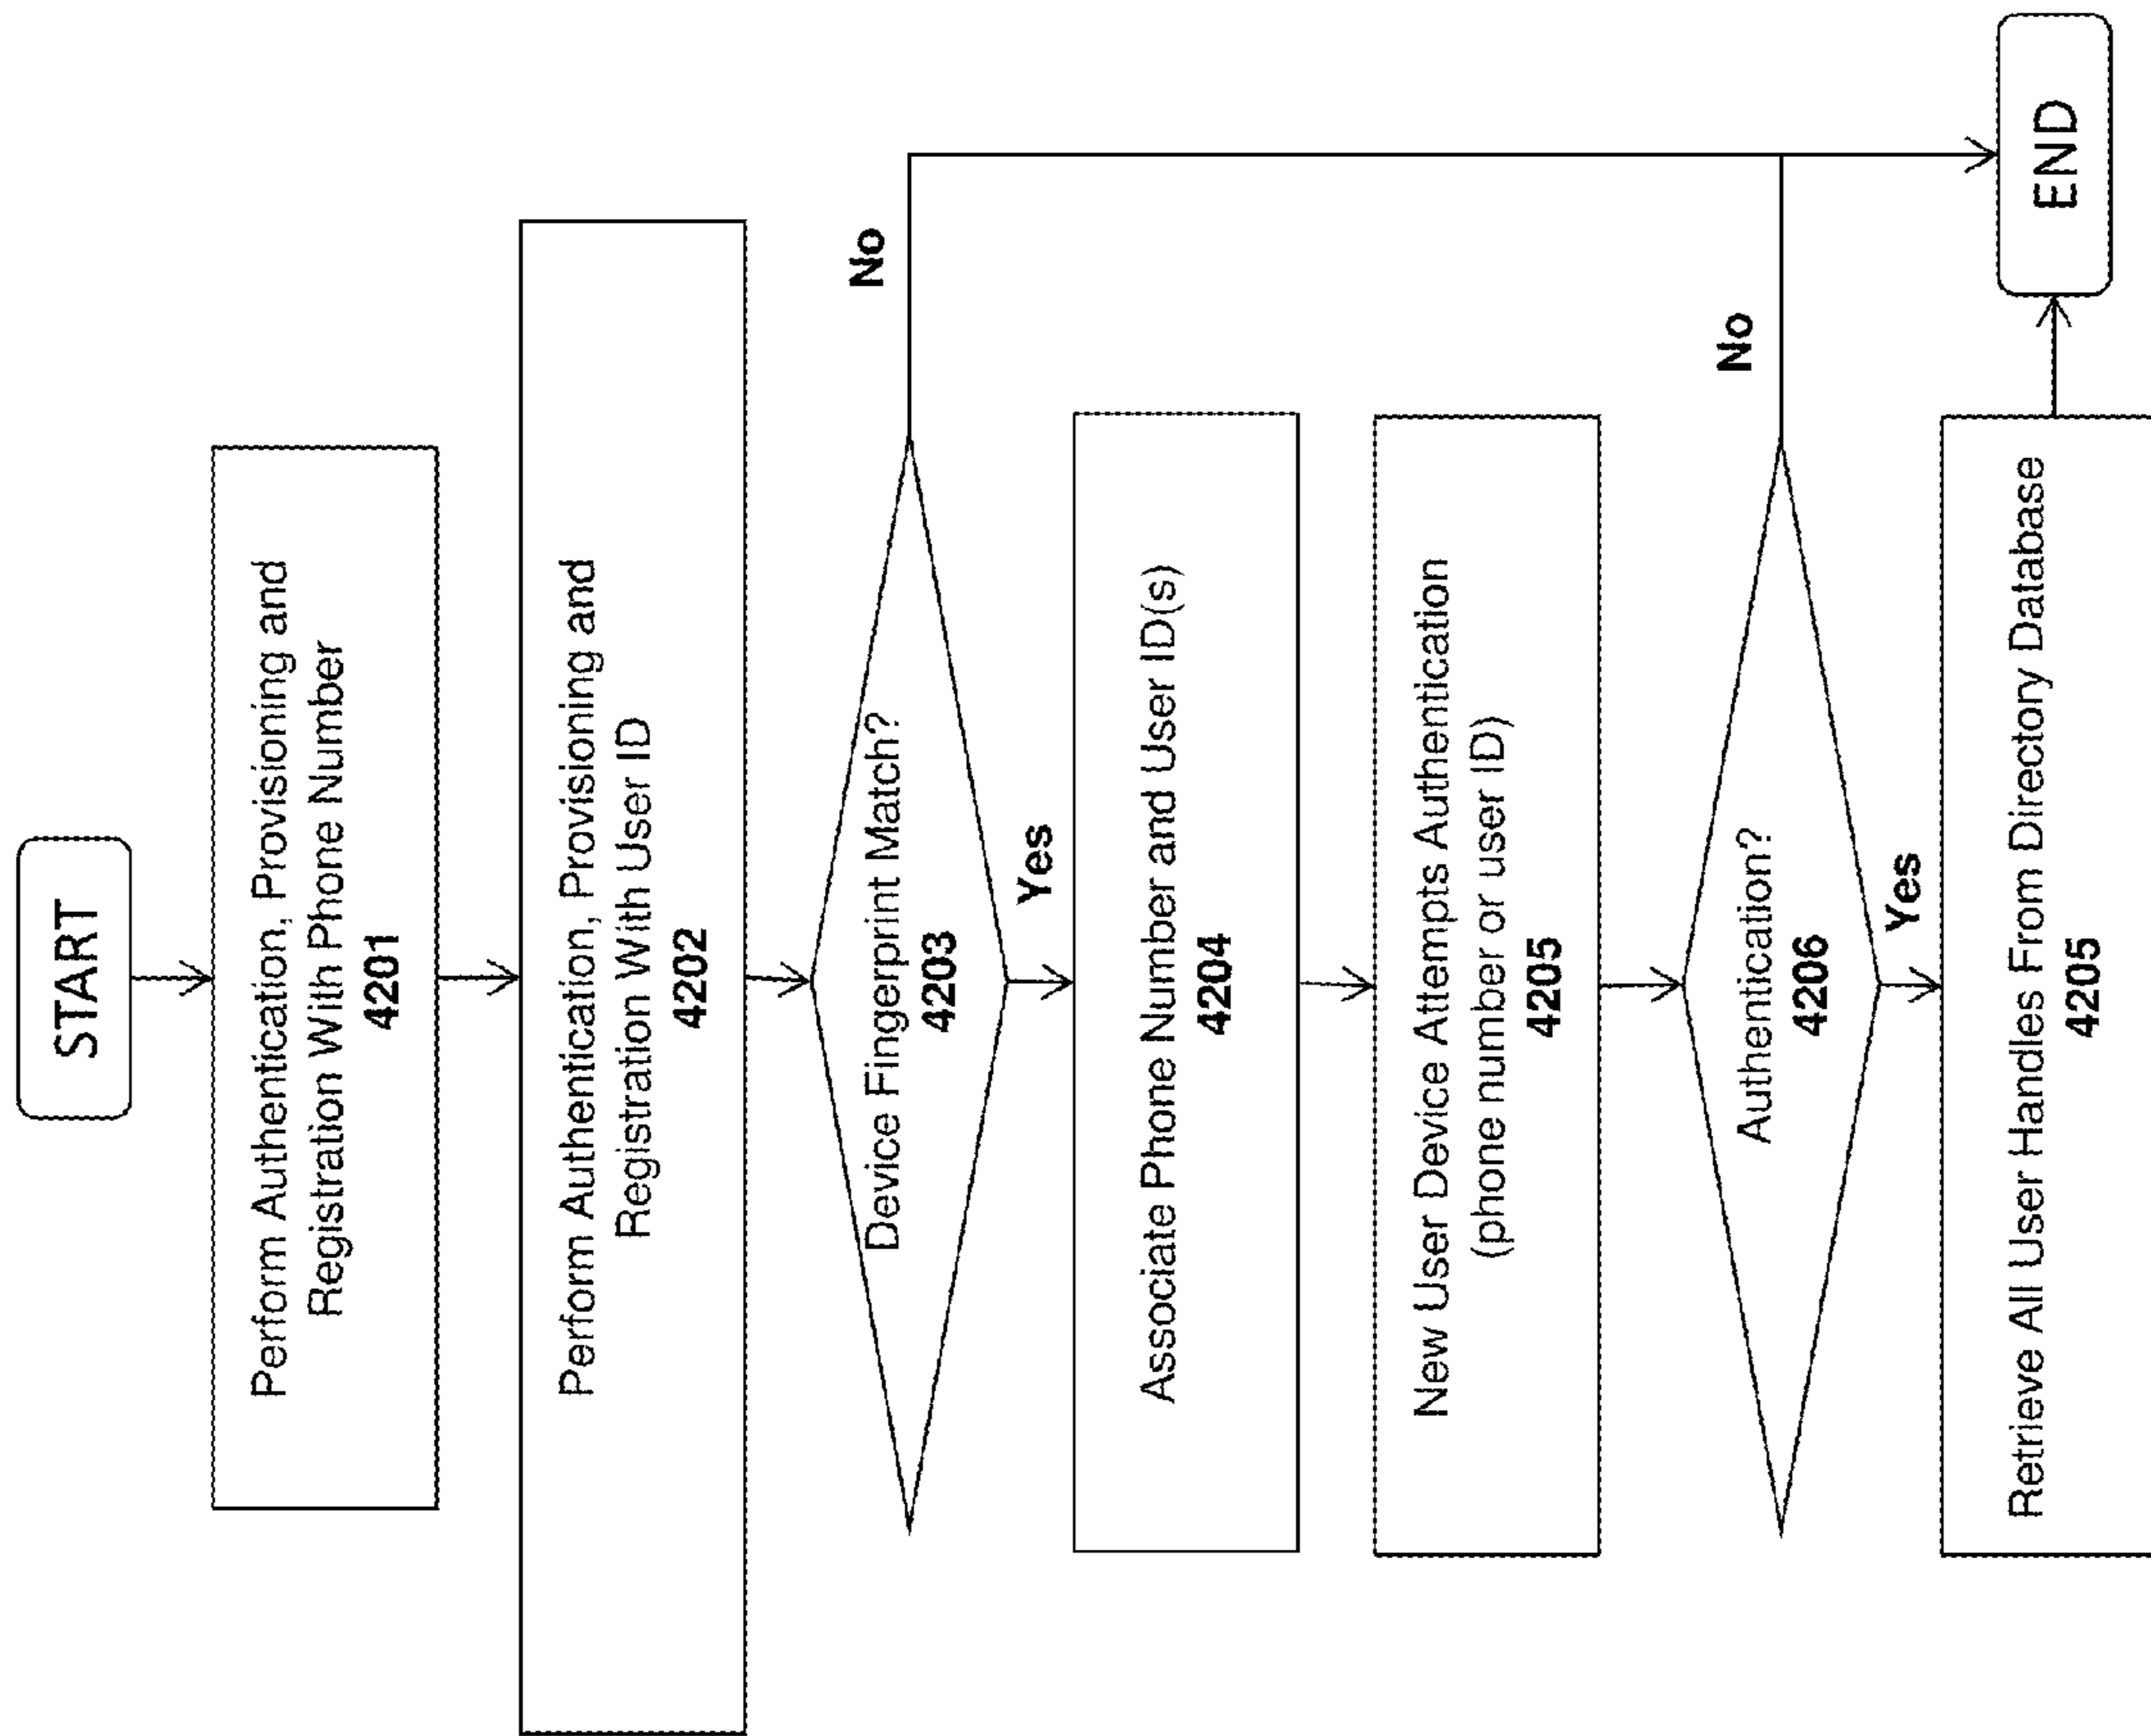 START
Perform Authentication, Provisioning and
Registration With Phone Number
4201
Perform Authentication, Provisioning and
Registration With User ID
4202
Device Fingerprint Match?
4203
No
Yes
Associate Phone Number and User ID(s)
4204
New User Device Attempts Authentication
(phone number or user ID)
4205
Authentication?
4206
No
Yes
Retrieve All User Handles From Directory Database
4205
END